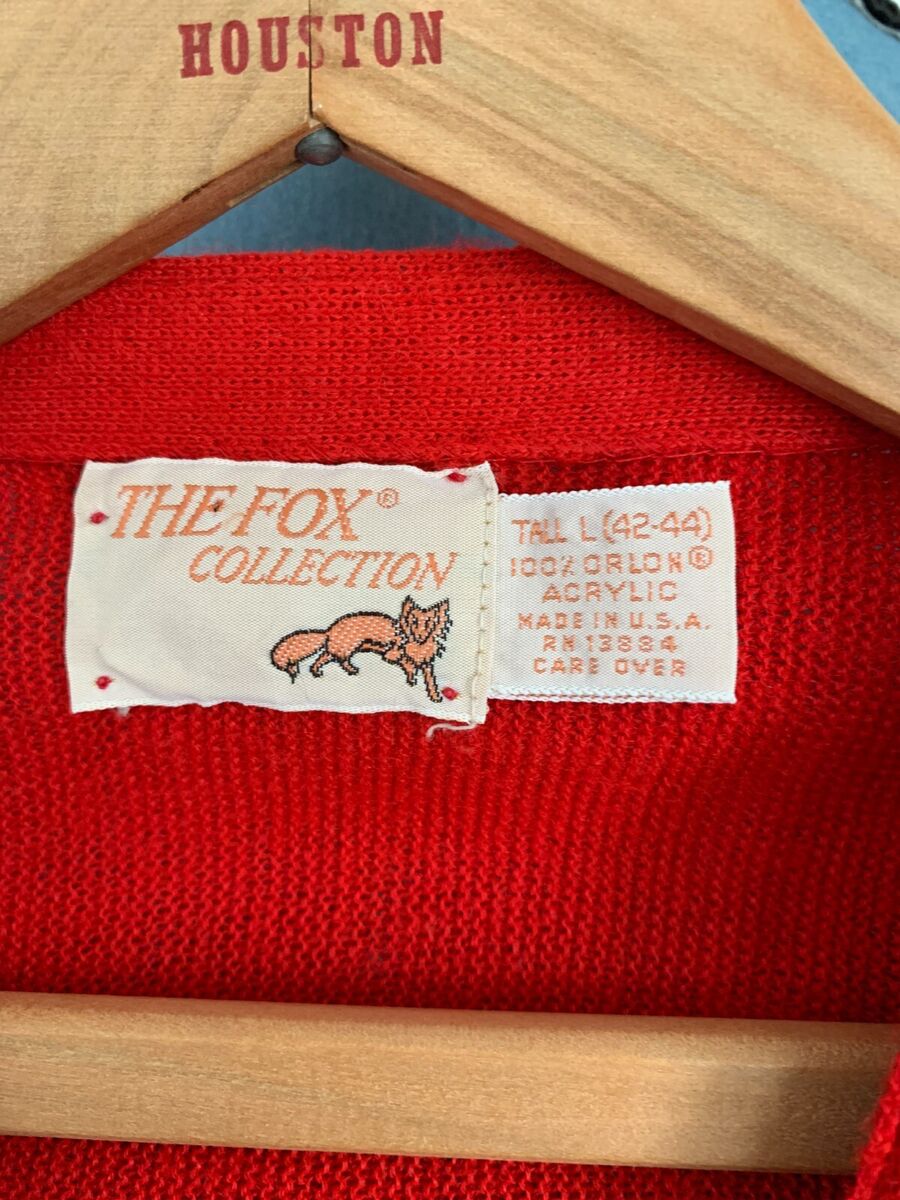 HOUSTON
THE FOX®
COLLECTION
TALL L (42-44)
100% ORLON®
ACRYLIC
MADE IN U.S.A.
RN 13884
CARE OVER